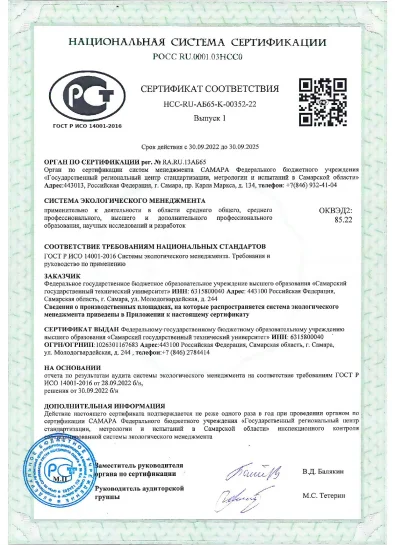 НАЦИОНАЛЬНАЯ СИСТЕМА СЕРТИФИКАЦИИ
РОСС RU.0001.03НСС0
СЕРТИФИКАТ СООТВЕТСТВИЯ
НСС-RU-АБ65-К-00352-22
Выпуск 1
РСТ
ГОСТ Р ИСО 14001-2016
Действителен с 30.09.2022 до 30.09.2025
ОРГАН ПО СЕРТИФИКАЦИИ рег. № RA.RU.13АБ65
Орган по сертификации систем менеджмента САМАРА Федерального бюджетного учреждения
«Государственный региональный центр стандартизации, метрологии и испытаний в Самарской области»
Адрес:443013, Российская Федерация, г. Самара, пр. Карла Маркса, д. 134, телефон: +7(846) 932-41-04
СИСТЕМА ЭКОЛОГИЧЕСКОГО МЕНЕДЖМЕНТА
применительно к деятельности в области среднего общего, среднего
профессионального, высшего и дополнительного профессионального
образования, научных исследований и разработок
ОКВЭД2:
85.22
СООТВЕТСТВИЕ ТРЕБОВАНИЯМ НАЦИОНАЛЬНЫХ СТАНДАРТОВ
ГОСТ Р ИСО 14001-2016 Системы экологического менеджмента. Требования и
руководство по применению
ЗАКАЗЧИК
Федеральное государственное бюджетное образовательное учреждение высшего образования «Самарский
государственный технический университет» ИНН: 6315800040 Адрес: 443100 Российская Федерация,
Самарская область, г. Самара, ул. Молодогвардейская, д. 244
Сведения о производственных площадках, на которые распространяется система экологического
менеджмента приведены в Приложении к настоящему сертификату
СЕРТИФИКАТ ВЫДАН Федеральному государственному бюджетному образовательному учреждению
высшего образования «Самарский государственный технический университет» ИНН: 6315800040
ОГРН/ОГРНИП:1026301167683 Адрес:443100 Российская Федерация, Самарская область, г. Самара,
ул. Молодогвардейская, д. 244 , телефон:+7 (846) 2784414
НА ОСНОВАНИИ
отчета по результатам аудита системы экологического менеджмента на соответствие требованиям ГОСТ Р
ИСО 14001-2016 от 28.09.2022 б/н,
решения от 30.09.2022 б/н
ДОПОЛНИТЕЛЬНАЯ ИНФОРМАЦИЯ
Действие настоящего сертификата подтверждается не реже одного раза в год при проведении органом по
сертификации САМАРА Федерального бюджетного учреждения «Государственный региональный центр
стандартизации, метрологии и испытаний в Самарской области» инспекционного контроля
сертифицированной системы экологического менеджмента
РСТ
М.П.
Заместитель руководителя
органа по сертификации
В.Д. Балякин
Руководитель аудиторской
группы
М.С. Тетерин